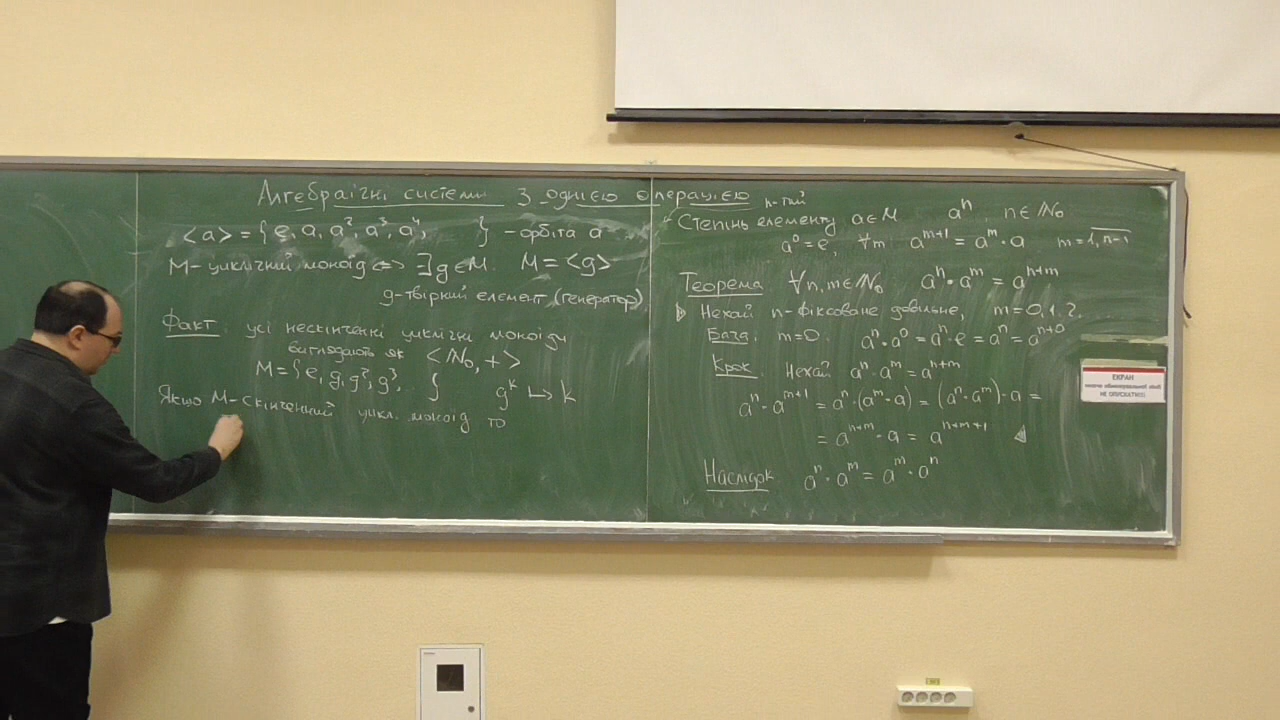 Алгебраїчні системи з однією операцією
<a> = {e, a, a², a³, a⁴, } – орбіта a
M – циклічний моноїд <=> ∃g∈M. M = <g>
g – твірний елемент (генератор)
Факт: усі нескінченні циклічні моноїди
виглядають як <ℕ₀, +>
M = {e, g, g², g³, } gᵏ ↦ k
Якщо M – скінченний цикл. моноїд то
n-тий
Степінь елементу a∈M aⁿ, n∈ℕ₀
a⁰ = e, ∀m aᵐ⁺¹ = aᵐ · a m = 1, n-1
Теорема ∀n, m∈ℕ₀ aⁿ · aᵐ = aⁿ⁺ᵐ
▷ Нехай n – фіксоване довільне, m = 0, 1, 2.
База: m = 0. aⁿ · a⁰ = aⁿ · e = aⁿ = aⁿ⁺⁰
Крок. Нехай aⁿ · aᵐ = aⁿ⁺ᵐ
aⁿ · aᵐ⁺¹ = aⁿ · (aᵐ · a) = (aⁿ · aᵐ) · a =
= aⁿ⁺ᵐ · a = aⁿ⁺ᵐ⁺¹ ◁
Наслідок aⁿ · aᵐ = aᵐ · aⁿ
ЕКРАН
НЕ ОПУСКАТИ!!!